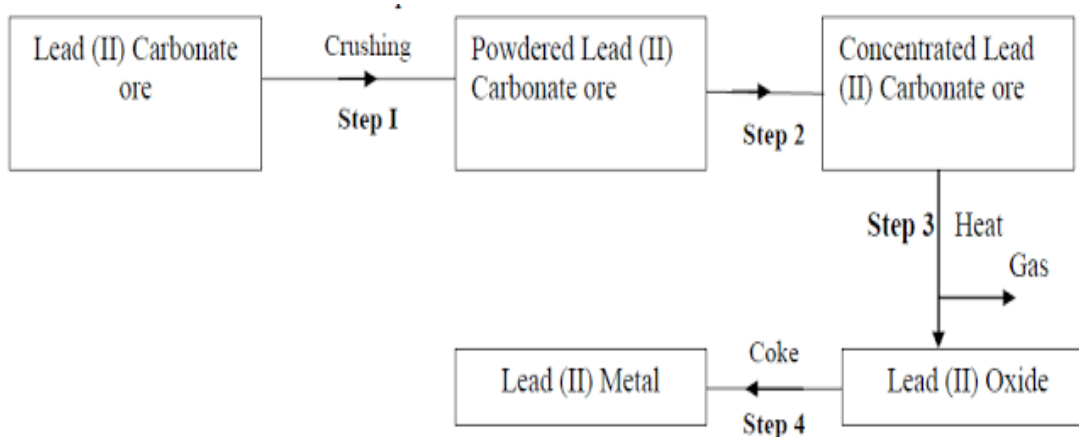 Lead (II) Carbonate
ore
Crushing
Step I
Powdered Lead (II)
Carbonate ore
Step 2
Concentrated Lead
(II) Carbonate ore
Step 3
Heat
Gas
Lead (II) Oxide
Coke
Step 4
Lead (II) Metal